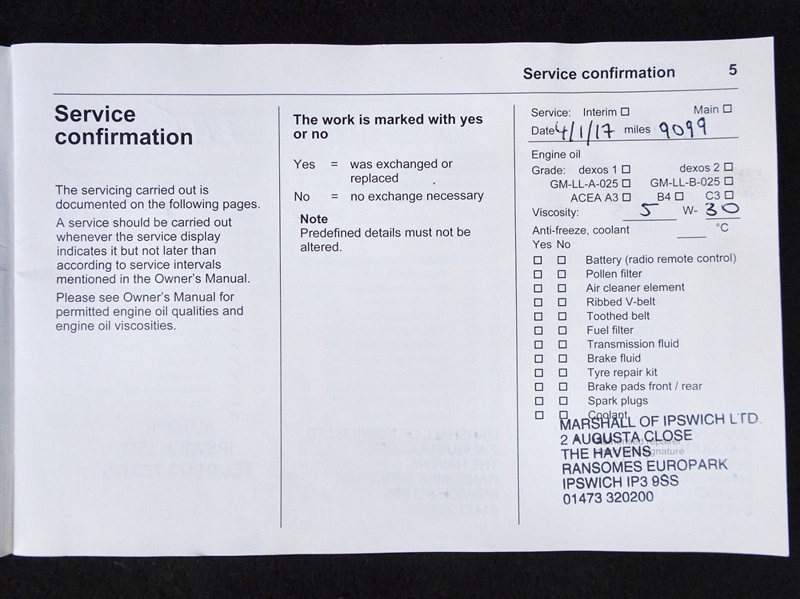 Service confirmation 5
Service
confirmation
The servicing carried out is
documented on the following pages.
A service should be carried out
whenever the service display
indicates it but not later than
according to service intervals
mentioned in the Owner's Manual.
Please see Owner's Manual for
permitted engine oil qualities and
engine oil viscosities.
The work is marked with yes
or no
Yes = was exchanged or
replaced
No = no exchange necessary
Note
Predefined details must not be
altered.
Service: Interim ☐ Main ☐
Date 4/1/17 miles 9099
Engine oil
Grade: dexos 1 ☐ dexos 2 ☐
GM-LL-A-025 ☐ GM-LL-B-025 ☐
ACEA A3 ☐ B4 ☐ C3 ☐
Viscosity: 5 W- 30
Anti-freeze, coolant ____ °C
Yes No
☐ ☐ Battery (radio remote control)
☐ ☐ Pollen filter
☐ ☐ Air cleaner element
☐ ☐ Ribbed V-belt
☐ ☐ Toothed belt
☐ ☐ Fuel filter
☐ ☐ Transmission fluid
☐ ☐ Brake fluid
☐ ☐ Tyre repair kit
☐ ☐ Brake pads front / rear
☐ ☐ Spark plugs
☐ ☐ Coolant
MARSHALL OF IPSWICH LTD.
2 AUGUSTA CLOSE
THE HAVENS
RANSOMES EUROPARK
IPSWICH IP3 9SS
01473 320200